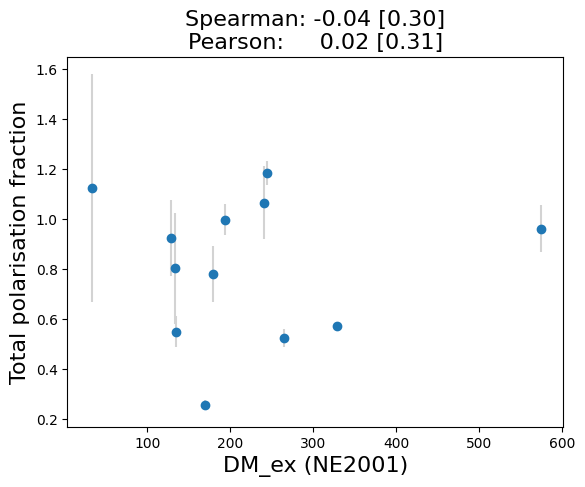 Spearman: -0.04 [0.30]
Pearson: 0.02 [0.31]
Total polarisation fraction
1.6
1.4
1.2
1.0
0.8
0.6
0.4
0.2
100 200 300 400 500 600
DM_ex (NE2001)